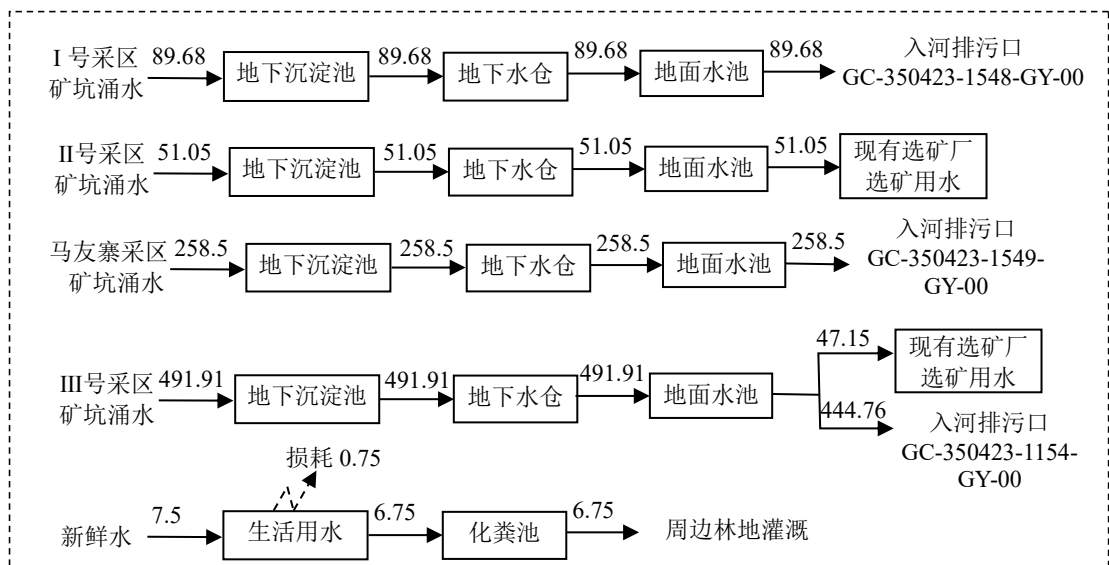 I 号采区
矿坑涌水
89.68
地下沉淀池
89.68
地下水仓
89.68
地面水池
89.68
入河排污口
GC-350423-1548-GY-00
II号采区
矿坑涌水
51.05
地下沉淀池
51.05
地下水仓
51.05
地面水池
51.05
现有选矿厂
选矿用水
马友寨采区
矿坑涌水
258.5
地下沉淀池
258.5
地下水仓
258.5
地面水池
258.5
入河排污口
GC-350423-1549-
GY-00
III号采区
矿坑涌水
491.91
地下沉淀池
491.91
地下水仓
491.91
地面水池
47.15
现有选矿厂
选矿用水
444.76
入河排污口
GC-350423-1154-
GY-00
损耗 0.75
新鲜水
7.5
生活用水
6.75
化粪池
6.75
周边林地灌溉